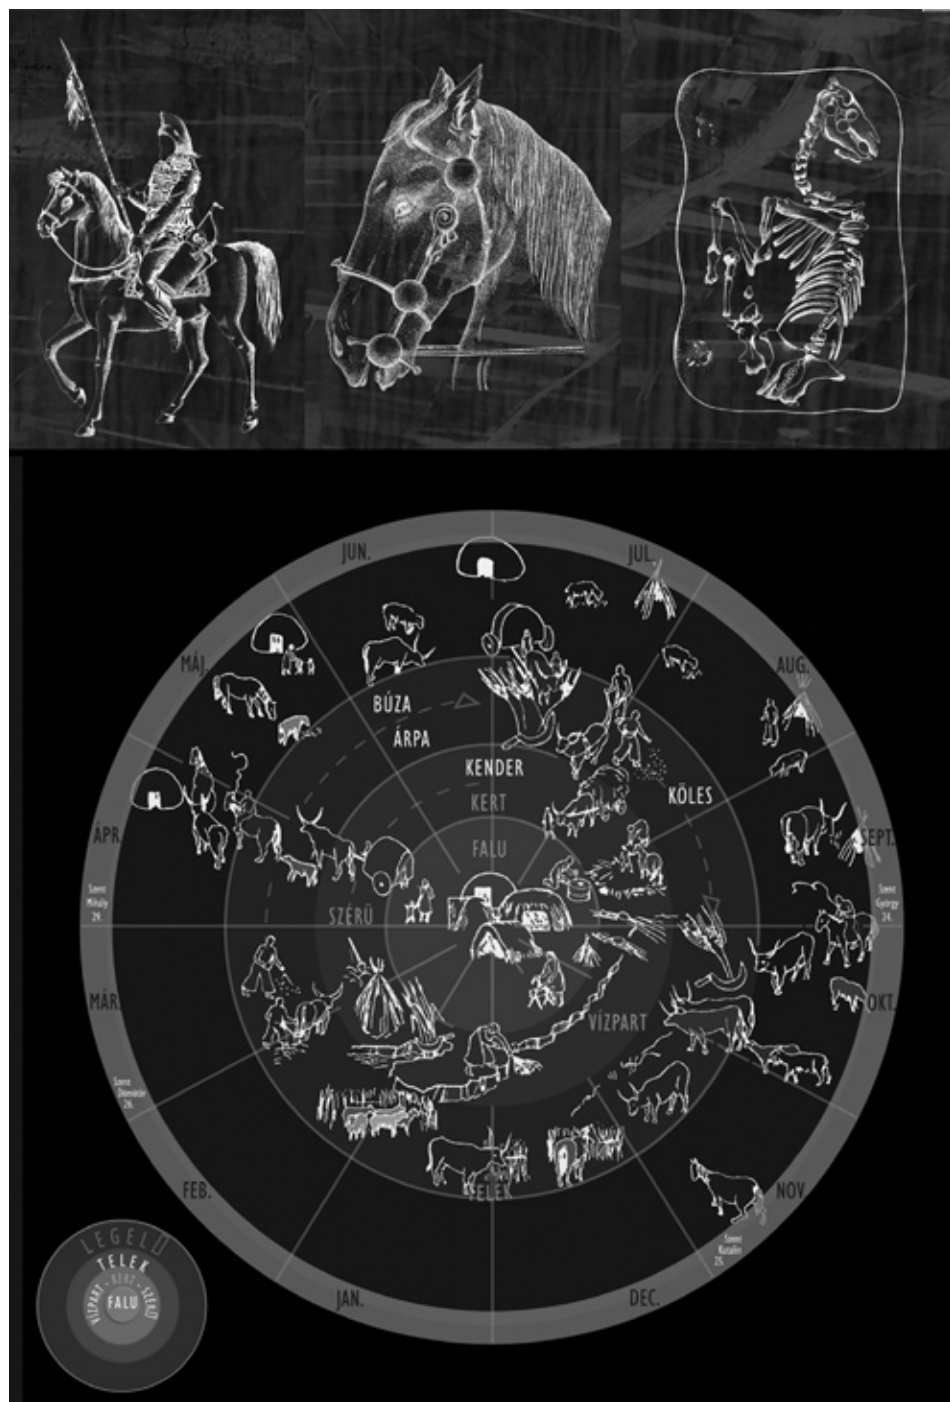 JUN.
JUL.
MÁJ.
AUG.
BÚZA
ÁRPA
KENDER
KERT
KÖLES
ÁPR.
SEPT.
FALU
Szent
Mihály
29.
Szent
György
24.
SZÉRŰ
MÁR.
OKT.
VÍZPART
Szent
Dömötör
26.
FEB.
TELEK
NOV.
Szent
Katalin
25.
JAN.
DEC.
LEGELŐ
TELEK
VÍZPART - KERT - SZÉRŰ
FALU